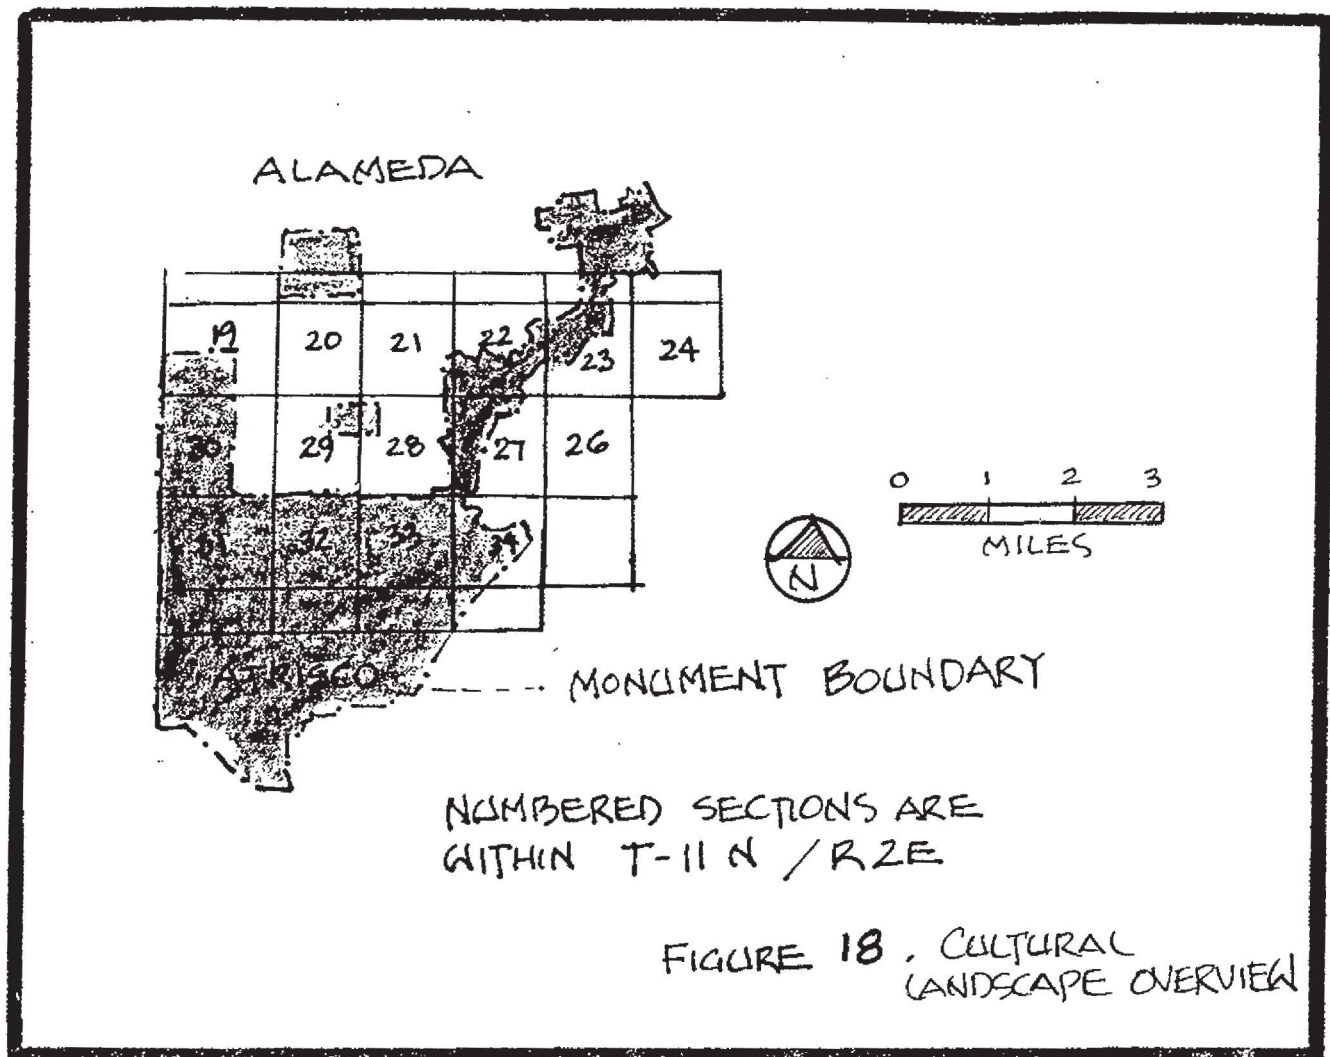 ALAMEDA
19 20 21 22 23 24
30 29 28 27 26
31 32 33 34
0 1 2 3
MILES
N
ATRISCO
MONUMENT BOUNDARY
NUMBERED SECTIONS ARE
WITHIN T-11 N / R2E
FIGURE 18. CULTURAL
LANDSCAPE OVERVIEW